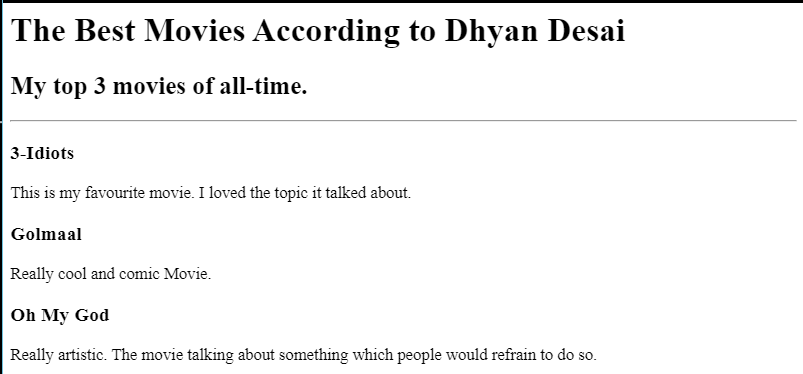 The Best Movies According to Dhyan Desai
My top 3 movies of all-time.
3-Idiots
This is my favourite movie. I loved the topic it talked about.
Golmaal
Really cool and comic Movie.
Oh My God
Really artistic. The movie talking about something which people would refrain to do so.